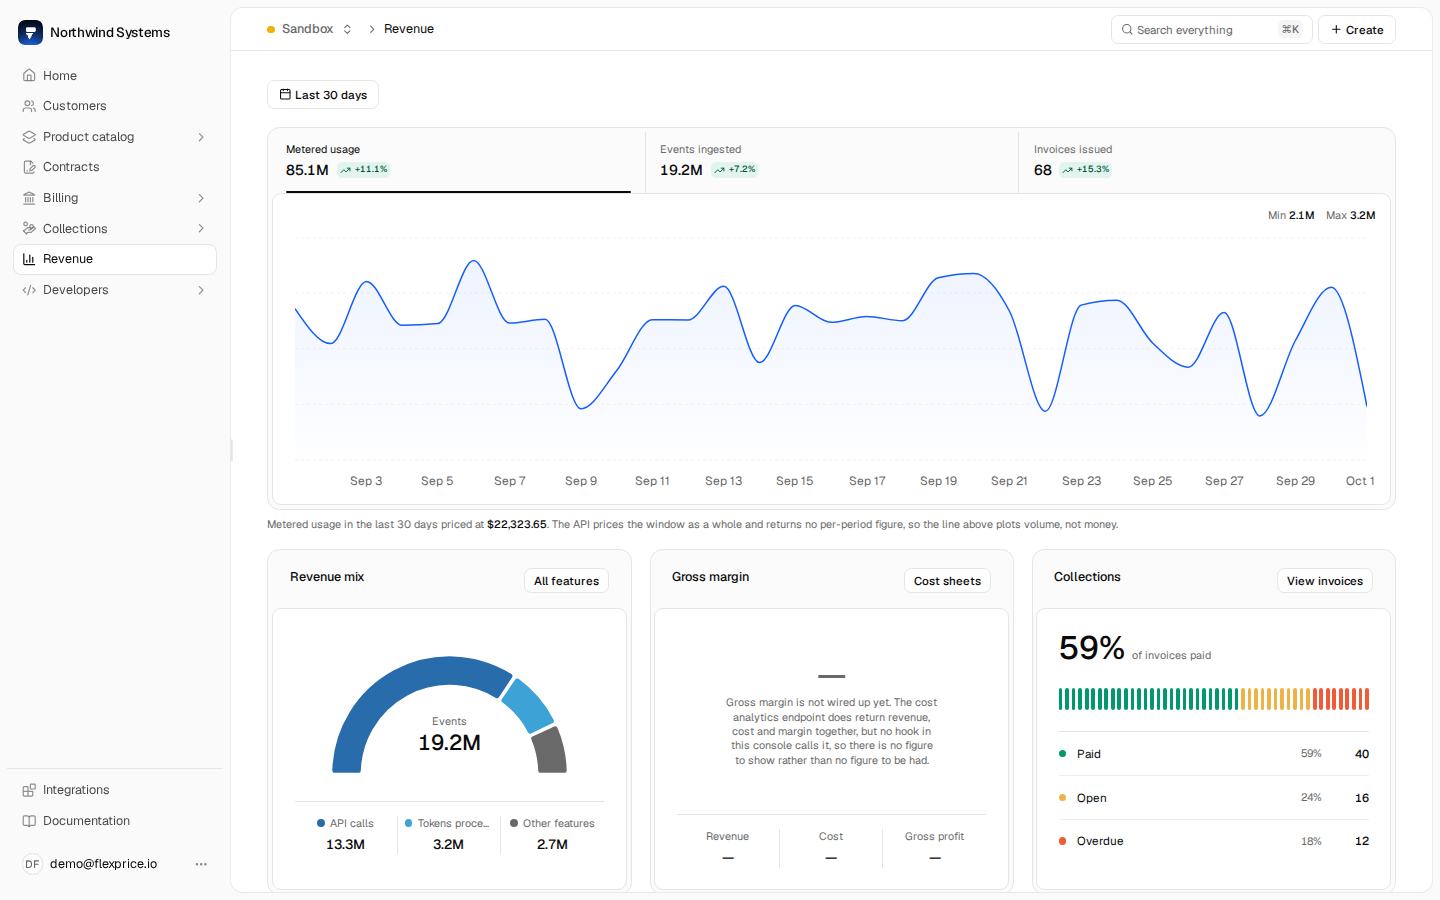 Northwind Systems
Home
Customers
Product catalog
Contracts
Billing
Collections
Revenue
Developers
Integrations
Documentation
DF demo@flexprice.io
Sandbox Revenue
Search everything ⌘K
Create
Last 30 days
Metered usage
85.1M +11.1%
Events ingested
19.2M +7.2%
Invoices issued
68 +15.3%
Min 2.1M Max 3.2M
Sep 3 Sep 5 Sep 7 Sep 9 Sep 11 Sep 13 Sep 15 Sep 17 Sep 19 Sep 21 Sep 23 Sep 25 Sep 27 Sep 29 Oct 1
Metered usage in the last 30 days priced at $22,323.65. The API prices the window as a whole and returns no per-period figure, so the line above plots volume, not money.
Revenue mix
All features
Events
19.2M
API calls
13.3M
Tokens proce...
3.2M
Other features
2.7M
Gross margin
Cost sheets
—
Gross margin is not wired up yet. The cost
analytics endpoint does return revenue,
cost and margin together, but no hook in
this console calls it, so there is no figure
to show rather than no figure to be had.
Revenue
—
Cost
—
Gross profit
—
Collections
View invoices
59% of invoices paid
Paid 59% 40
Open 24% 16
Overdue 18% 12